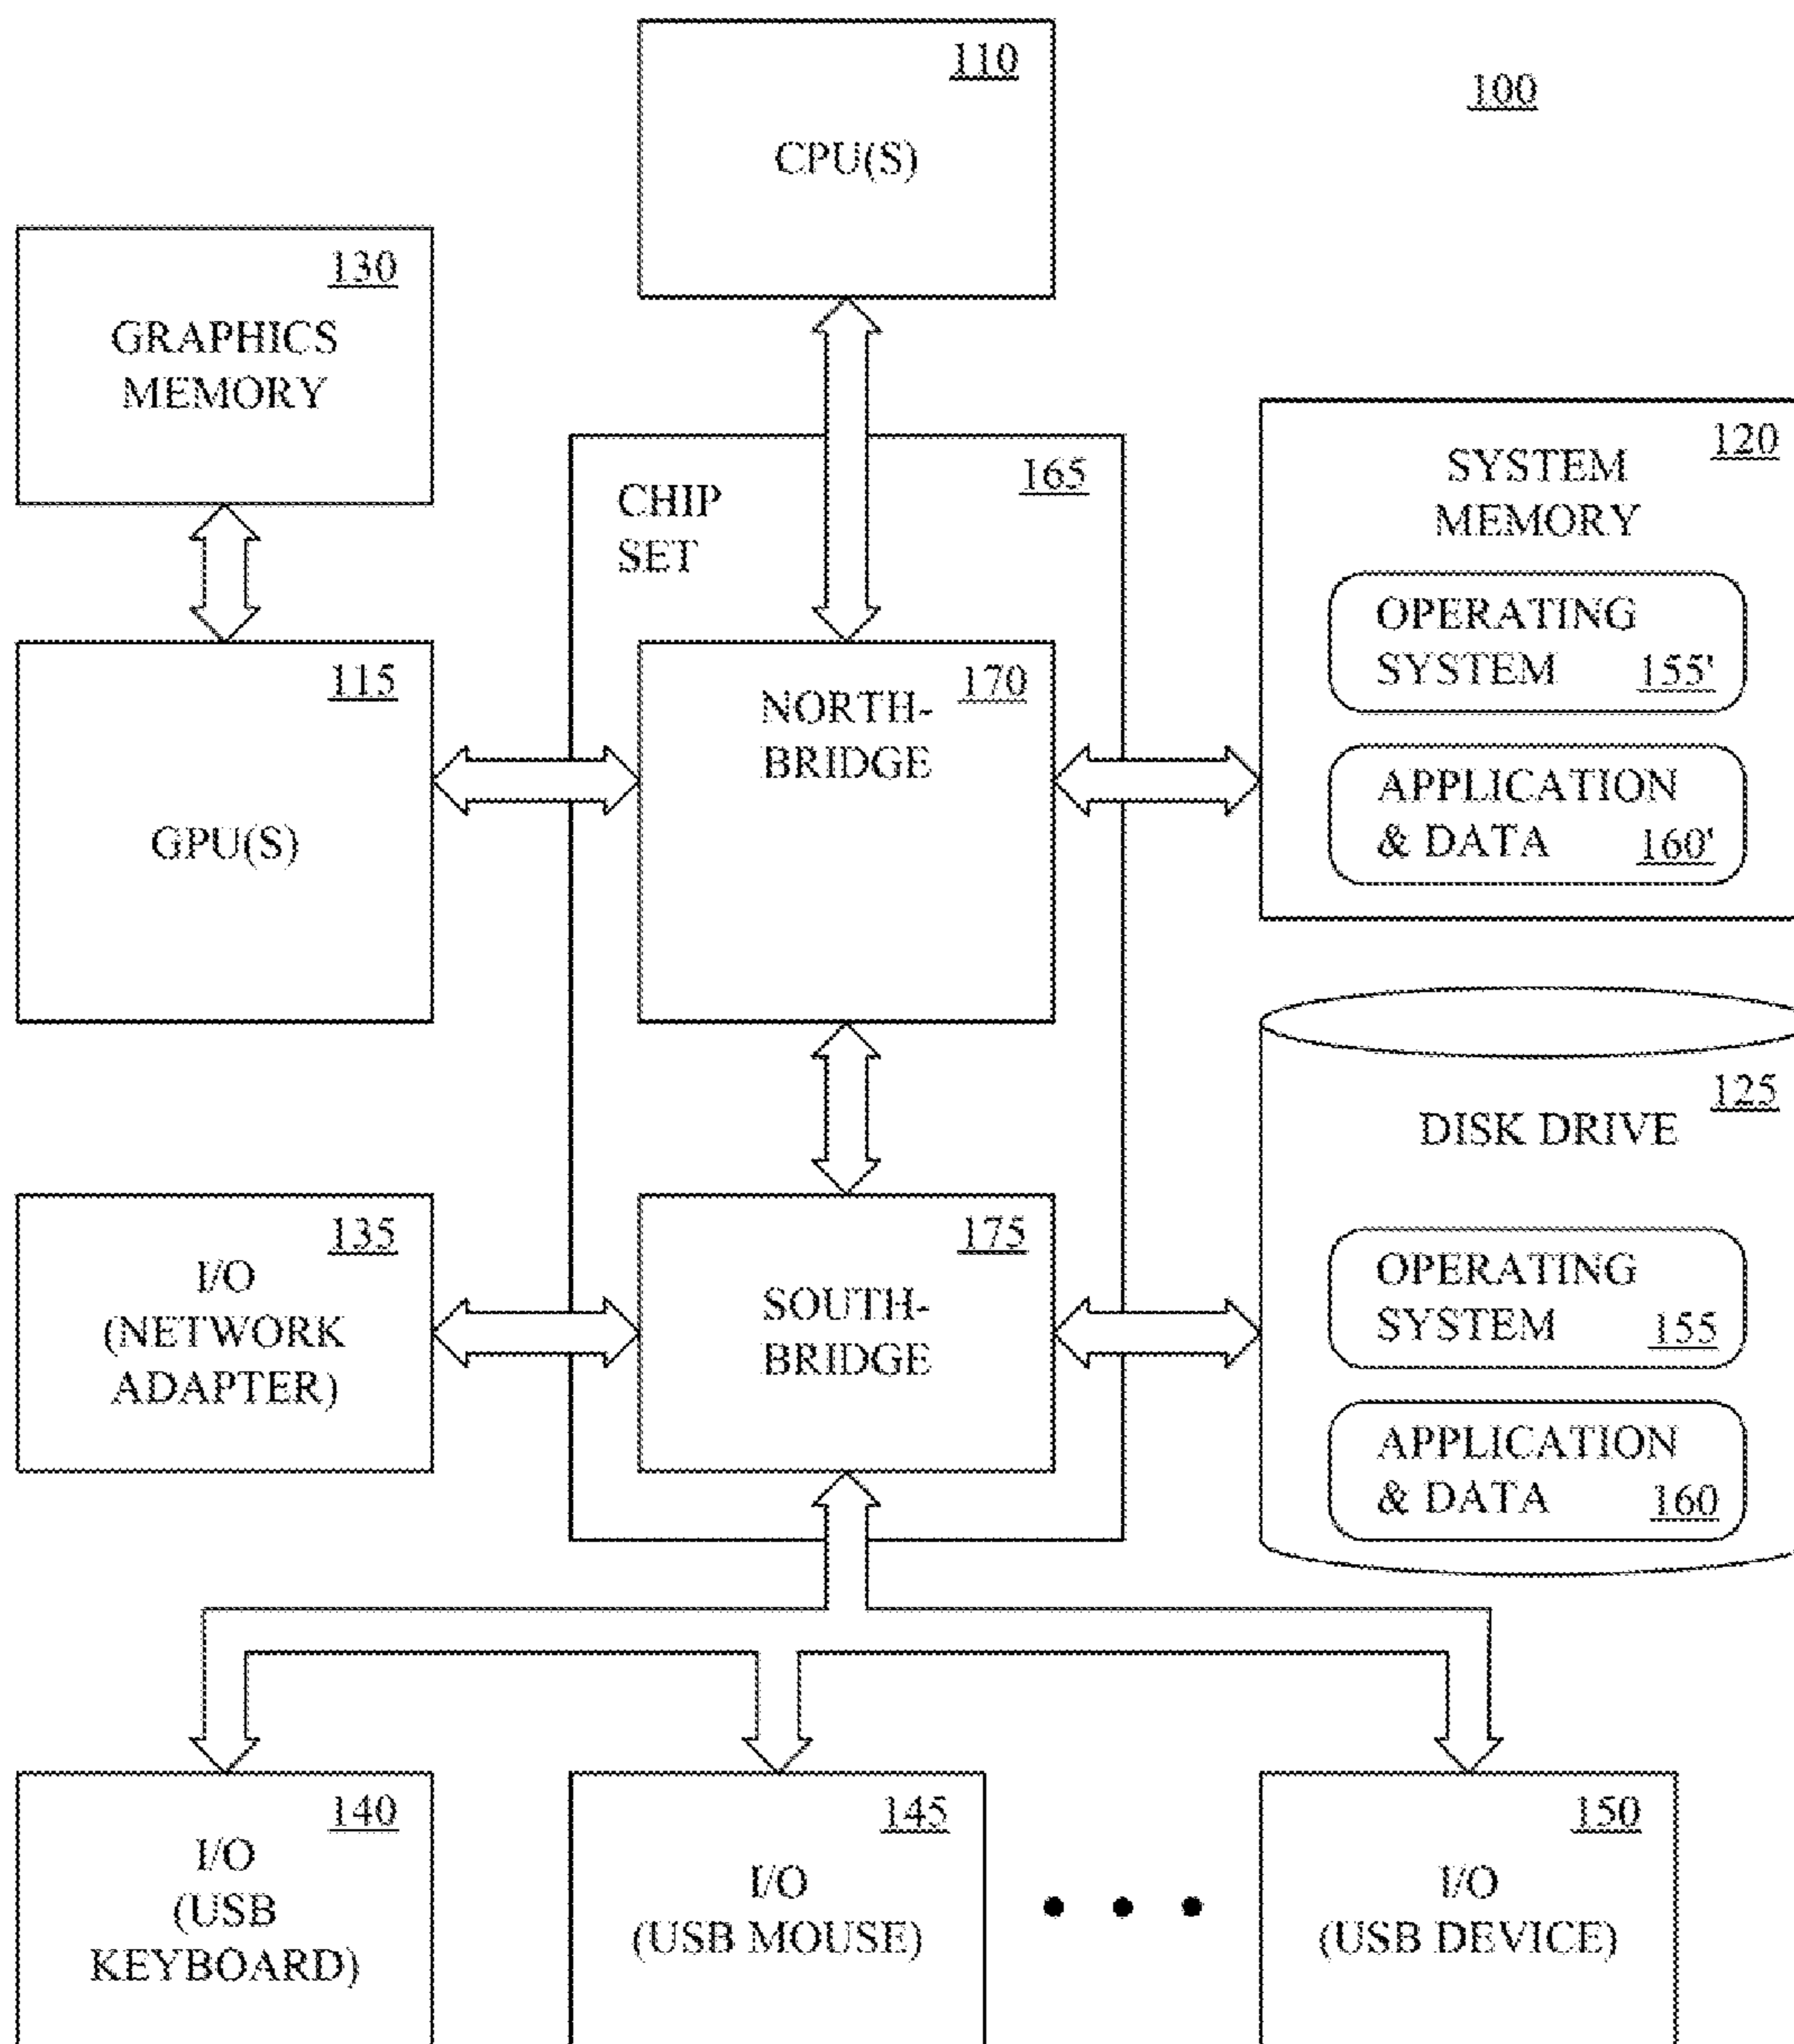 110
CPU(S)
100
130
GRAPHICS
MEMORY
165
CHIP
SET
120
SYSTEM
MEMORY
OPERATING
SYSTEM 155'
APPLICATION
& DATA 160'
115
GPU(S)
170
NORTH-
BRIDGE
125
DISK DRIVE
OPERATING
SYSTEM 155
APPLICATION
& DATA 160
135
I/O
(NETWORK
ADAPTER)
175
SOUTH-
BRIDGE
140
I/O
(USB
KEYBOARD)
145
I/O
(USB MOUSE)
• • •
150
I/O
(USB DEVICE)